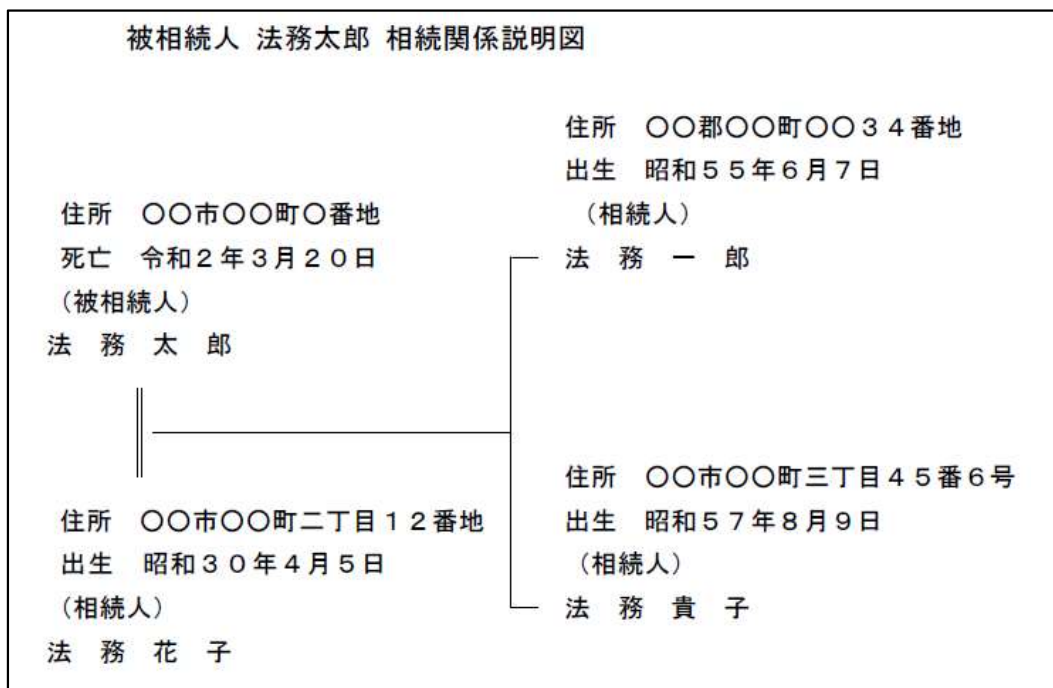 被相続人 法務太郎 相続関係説明図
住所　〇〇市〇〇町〇番地
死亡　令和２年３月２０日
（被相続人）
法　務　太　郎
住所　〇〇市〇〇町二丁目１２番地
出生　昭和３０年４月５日
（相続人）
法　務　花　子
住所　〇〇郡〇〇町〇〇３４番地
出生　昭和５５年６月７日
（相続人）
法　務　一　郎
住所　〇〇市〇〇町三丁目４５番６号
出生　昭和５７年８月９日
（相続人）
法　務　貴　子